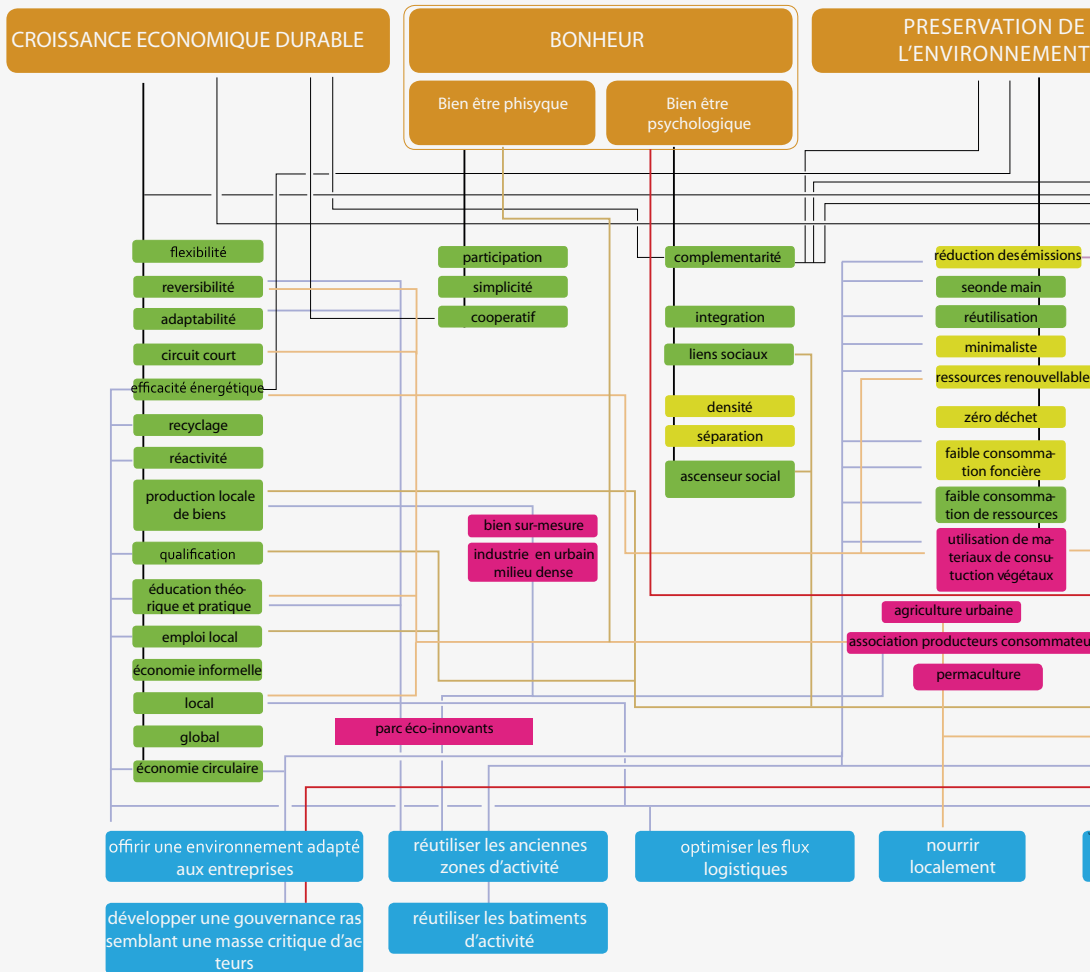 CROISSANCE ECONOMIQUE DURABLE
BONHEUR
PRESERVATION DE
L'ENVIRONNEMENT
Bien être phisyque
Bien être
psychologique
flexibilité
reversibilité
adaptabilité
circuit court
efficacité énergétique
recyclage
réactivité
production locale
de biens
qualification
éducation théo-
rique et pratique
emploi local
économie informelle
local
global
économie circulaire
participation
simplicité
cooperatif
bien sur-mesure
industrie en urbain
milieu dense
parc éco-innovants
complementarité
integration
liens sociaux
densité
séparation
ascenseur social
réduction desémissions
seonde main
réutilisation
minimaliste
ressources renouvellable
zéro déchet
faible consomma-
tion foncière
faible consomma-
tion de ressources
utilisation de ma-
teriaux de consu-
tuction végétaux
agriculture urbaine
association producteurs consommateu
permaculture
offirir une environement adapté
aux entreprises
réutiliser les anciennes
zones d'activité
optimiser les flux
logistiques
nourrir
localement
développer une gouvernance ras
semblant une masse critique d'ac
teurs
réutiliser les batiments
d'activité